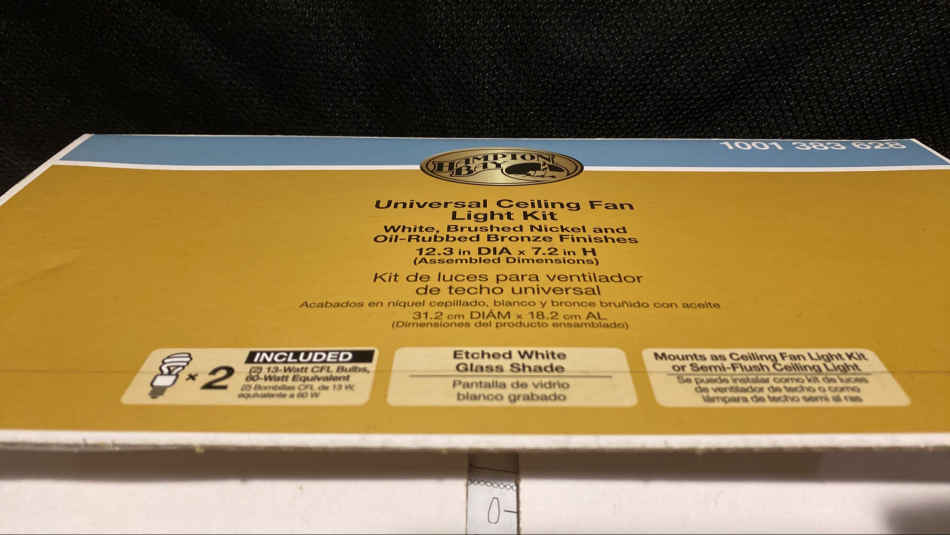 1001 383 628
HAMPTON
BAY
Universal Ceiling Fan
Light Kit
White, Brushed Nickel and
Oil-Rubbed Bronze Finishes
12.3 in DIA x 7.2 in H
(Assembled Dimensions)
Kit de luces para ventilador
de techo universal
Acabados en níquel cepillado, blanco y bronce bruñido con aceite
31.2 cm DIÁM x 18.2 cm AL
(Dimensiones del producto ensamblado)
x 2
INCLUDED
(2) 13-Watt CFL Bulbs,
60-Watt Equivalent
(2) Bombillas CFL de 13 W,
equivalente a 60 W
Etched White
Glass Shade
Pantalla de vidrio
blanco grabado
Mounts as Ceiling Fan Light Kit
or Semi-Flush Ceiling Light
Se puede instalar como kit de luces
de ventilador de techo o como
lámpara de techo semi al ras